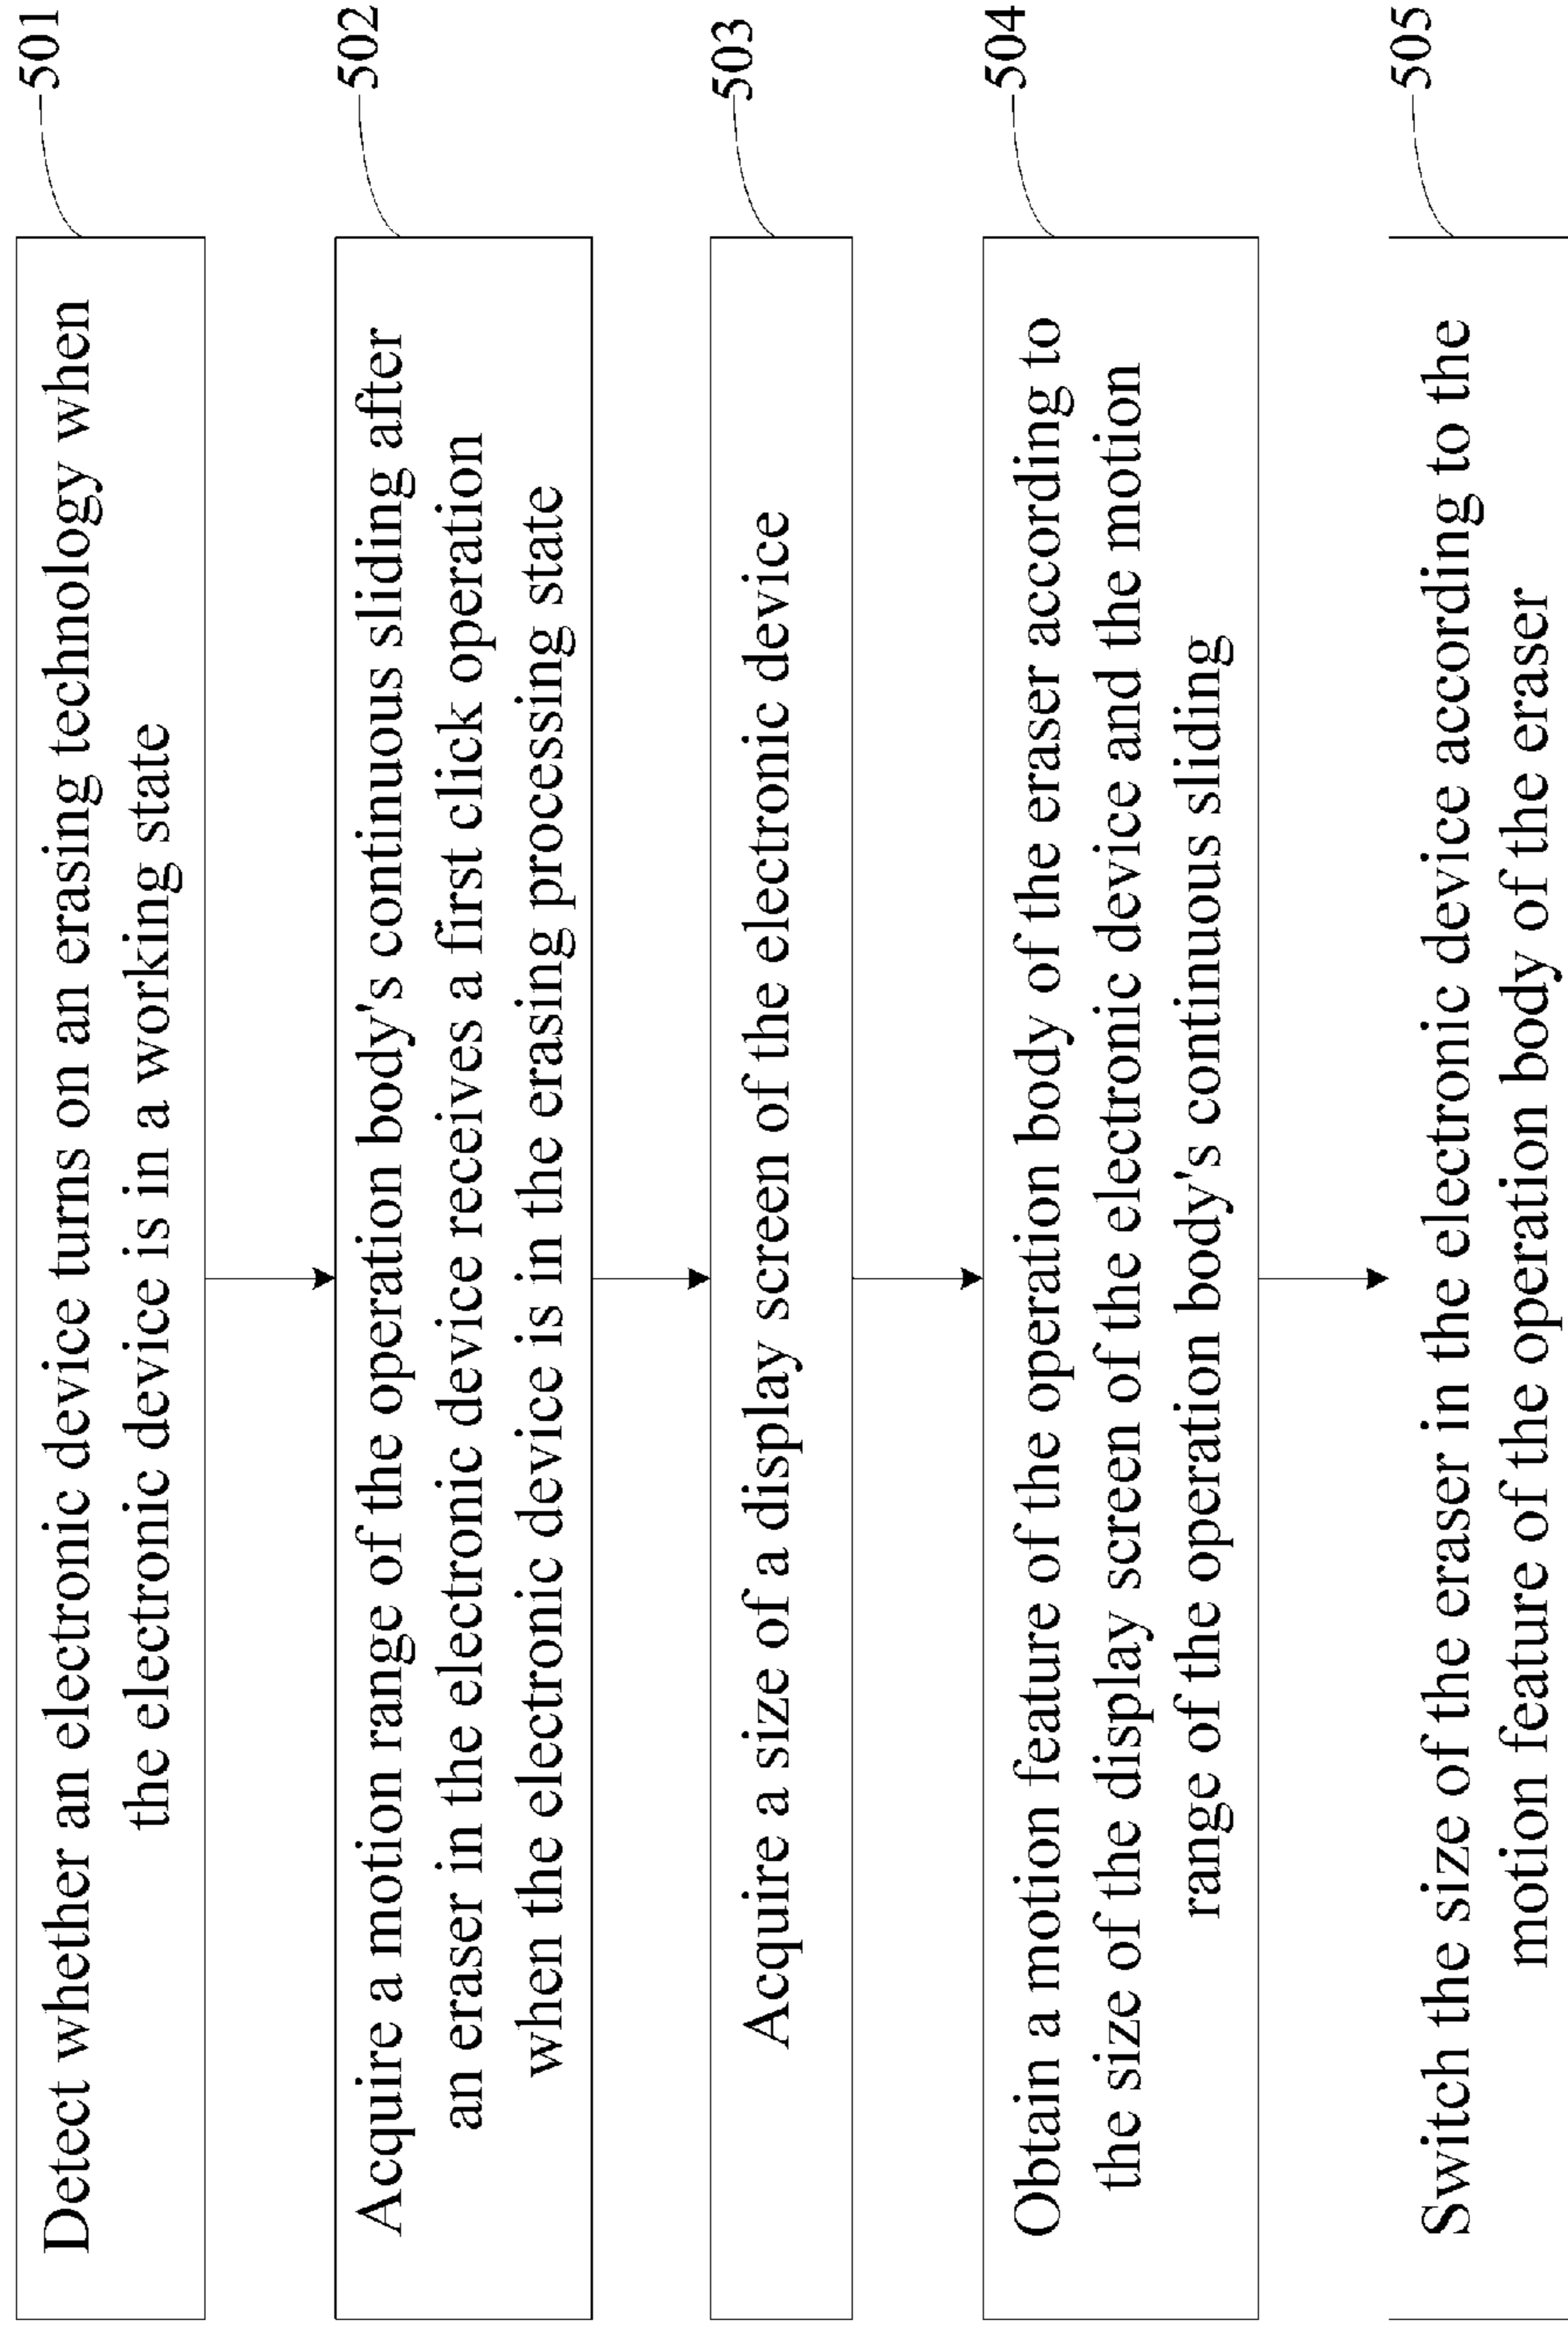 Detect whether an electronic device turns on an erasing technology when
the electronic device is in a working state
501
Acquire a motion range of the operation body's continuous sliding after
an eraser in the electronic device receives a first click operation
when the electronic device is in the erasing processing state
502
Acquire a size of a display screen of the electronic device
503
Obtain a motion feature of the operation body of the eraser according to
the size of the display screen of the electronic device and the motion
range of the operation body's continuous sliding
504
Switch the size of the eraser in the electronic device according to the
motion feature of the operation body of the eraser
505